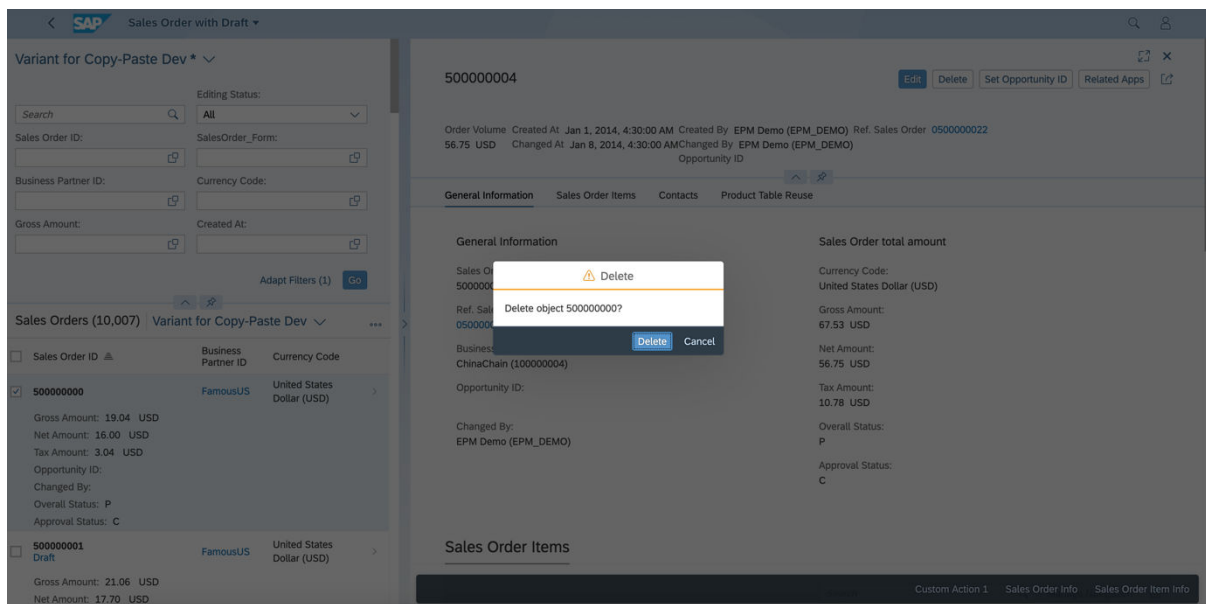 SAP Sales Order with Draft
Variant for Copy-Paste Dev *
Editing Status:
Search All
Sales Order ID: SalesOrder_Form:
Business Partner ID: Currency Code:
Gross Amount: Created At:
Adapt Filters (1) Go
Sales Orders (10,007) Variant for Copy-Paste Dev
Sales Order ID Business Partner ID Currency Code
500000000 FamousUS United States Dollar (USD)
Gross Amount: 19.04 USD
Net Amount: 16.00 USD
Tax Amount: 3.04 USD
Opportunity ID:
Changed By:
Overall Status: P
Approval Status: C
500000001 FamousUS United States Dollar (USD)
Draft
Gross Amount: 21.06 USD
Net Amount: 17.70 USD
500000004 Edit Delete Set Opportunity ID Related Apps
Order Volume Created At Jan 1, 2014, 4:30:00 AM Created By EPM Demo (EPM_DEMO) Ref. Sales Order 0500000022
56.75 USD Changed At Jan 8, 2014, 4:30:00 AM Changed By EPM Demo (EPM_DEMO)
Opportunity ID
General Information Sales Order Items Contacts Product Table Reuse
General Information
Sales O
500000
Ref. Sal
050000
Business
ChinaChain (100000004)
Opportunity ID:
Changed By:
EPM Demo (EPM_DEMO)
Sales Order total amount
Currency Code:
United States Dollar (USD)
Gross Amount:
67.53 USD
Net Amount:
56.75 USD
Tax Amount:
10.78 USD
Overall Status:
P
Approval Status:
C
Delete
Delete object 500000000?
Delete Cancel
Sales Order Items
Custom Action 1 Sales Order Info Sales Order Item Info